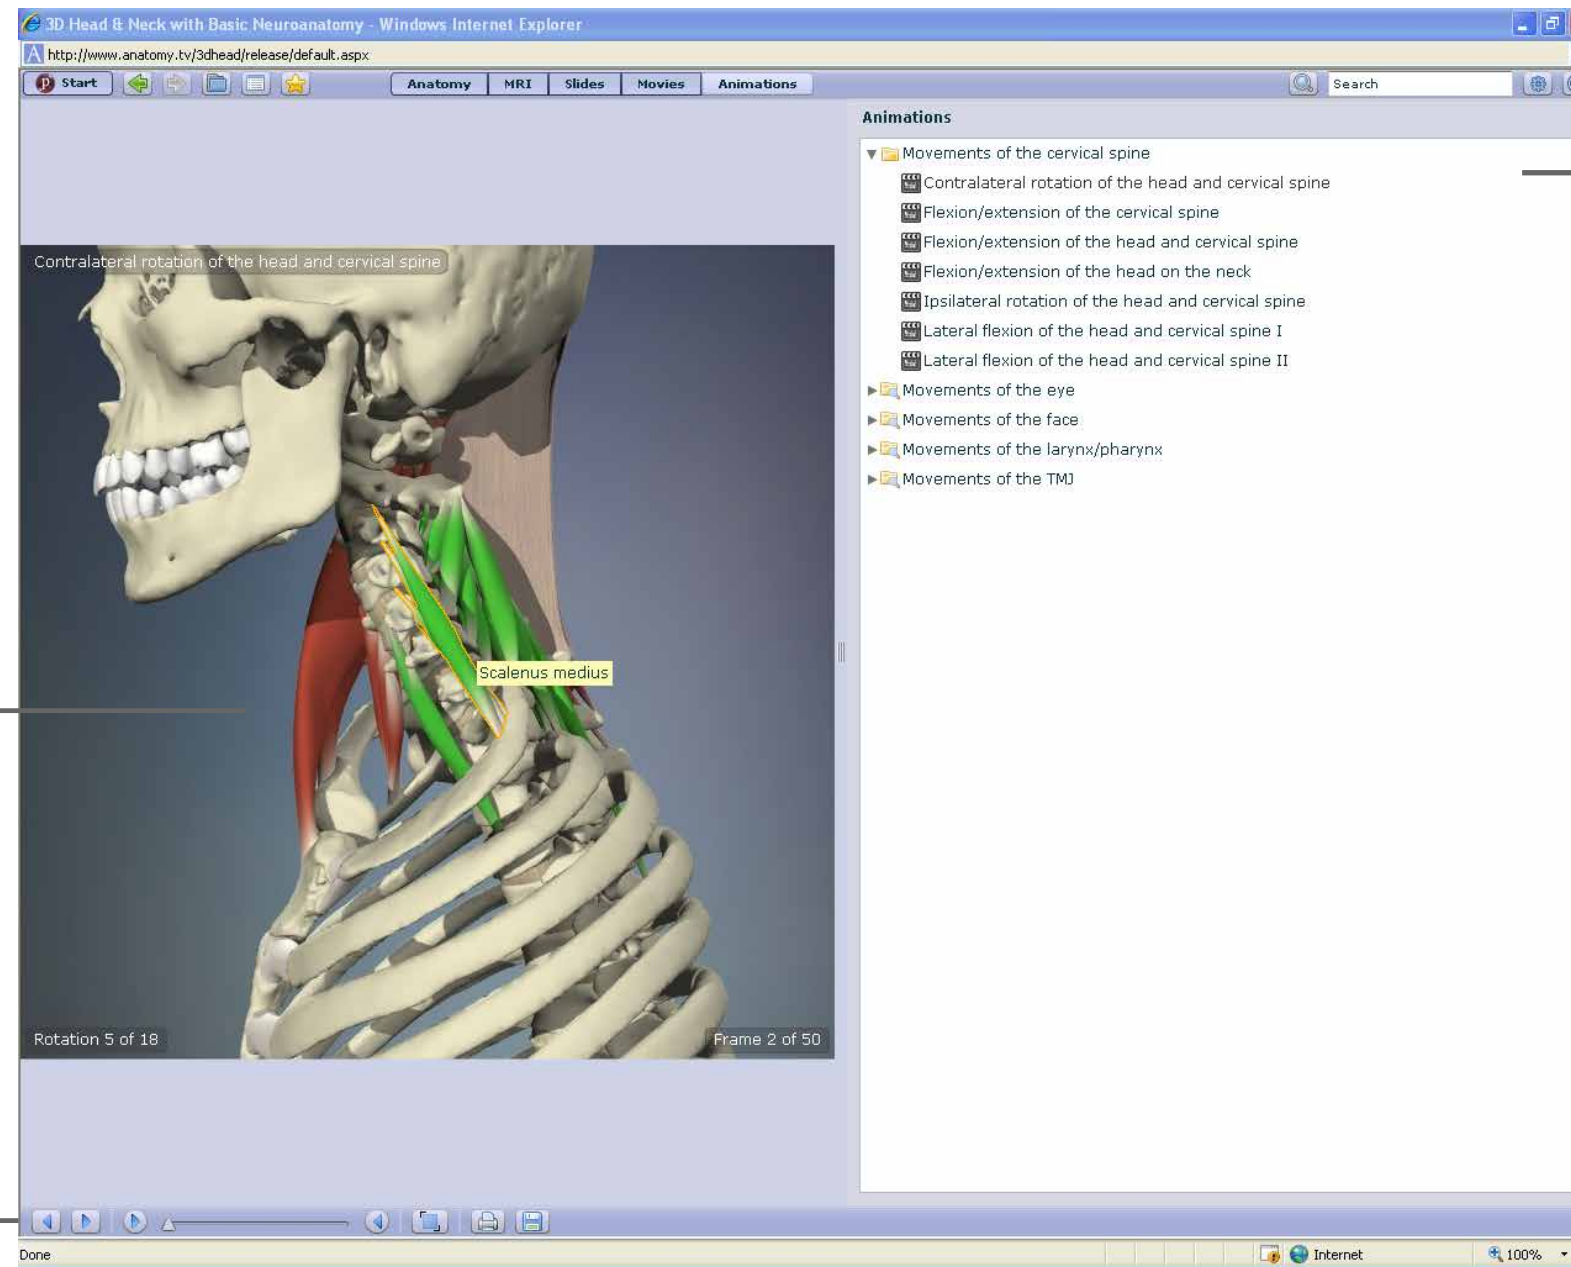 3D Head & Neck with Basic Neuroanatomy - Windows Internet Explorer
http://www.anatomy.tv/3dhead/release/default.aspx
Start Anatomy MRI Slides Movies Animations Search
Animations
Movements of the cervical spine
Contralateral rotation of the head and cervical spine
Flexion/extension of the cervical spine
Flexion/extension of the head and cervical spine
Flexion/extension of the head on the neck
Ipsilateral rotation of the head and cervical spine
Lateral flexion of the head and cervical spine I
Lateral flexion of the head and cervical spine II
Movements of the eye
Movements of the face
Movements of the larynx/pharynx
Movements of the TMJ
Contralateral rotation of the head and cervical spine
Scalenus medius
Rotation 5 of 18
Frame 2 of 50
Done Internet 100%